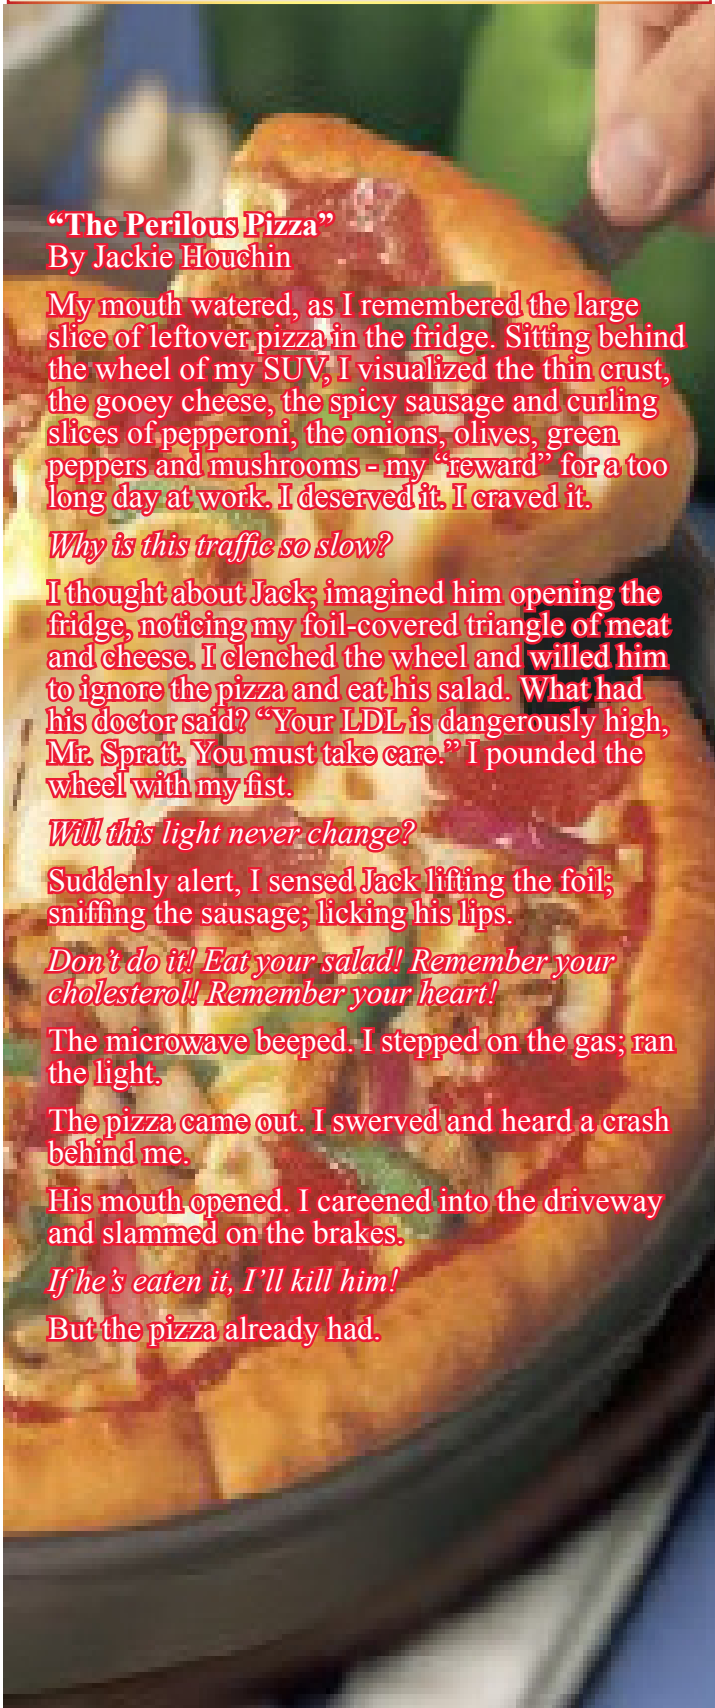 “The Perilous Pizza”
By Jackie Houchin
My mouth watered, as I remembered the large
slice of leftover pizza in the fridge. Sitting behind
the wheel of my SUV, I visualized the thin crust,
the gooey cheese, the spicy sausage and curling
slices of pepperoni, the onions, olives, green
peppers and mushrooms - my “reward” for a too
long day at work. I deserved it. I craved it.
Why is this traffic so slow?
I thought about Jack; imagined him opening the
fridge, noticing my foil-covered triangle of meat
and cheese. I clenched the wheel and willed him
to ignore the pizza and eat his salad. What had
his doctor said? “Your LDL is dangerously high,
Mr. Spratt. You must take care.” I pounded the
wheel with my fist.
Will this light never change?
Suddenly alert, I sensed Jack lifting the foil;
sniffing the sausage; licking his lips.
Don’t do it! Eat your salad! Remember your
cholesterol! Remember your heart!
The microwave beeped. I stepped on the gas; ran
the light.
The pizza came out. I swerved and heard a crash
behind me.
His mouth opened. I careened into the driveway
and slammed on the brakes.
If he’s eaten it, I’ll kill him!
But the pizza already had.